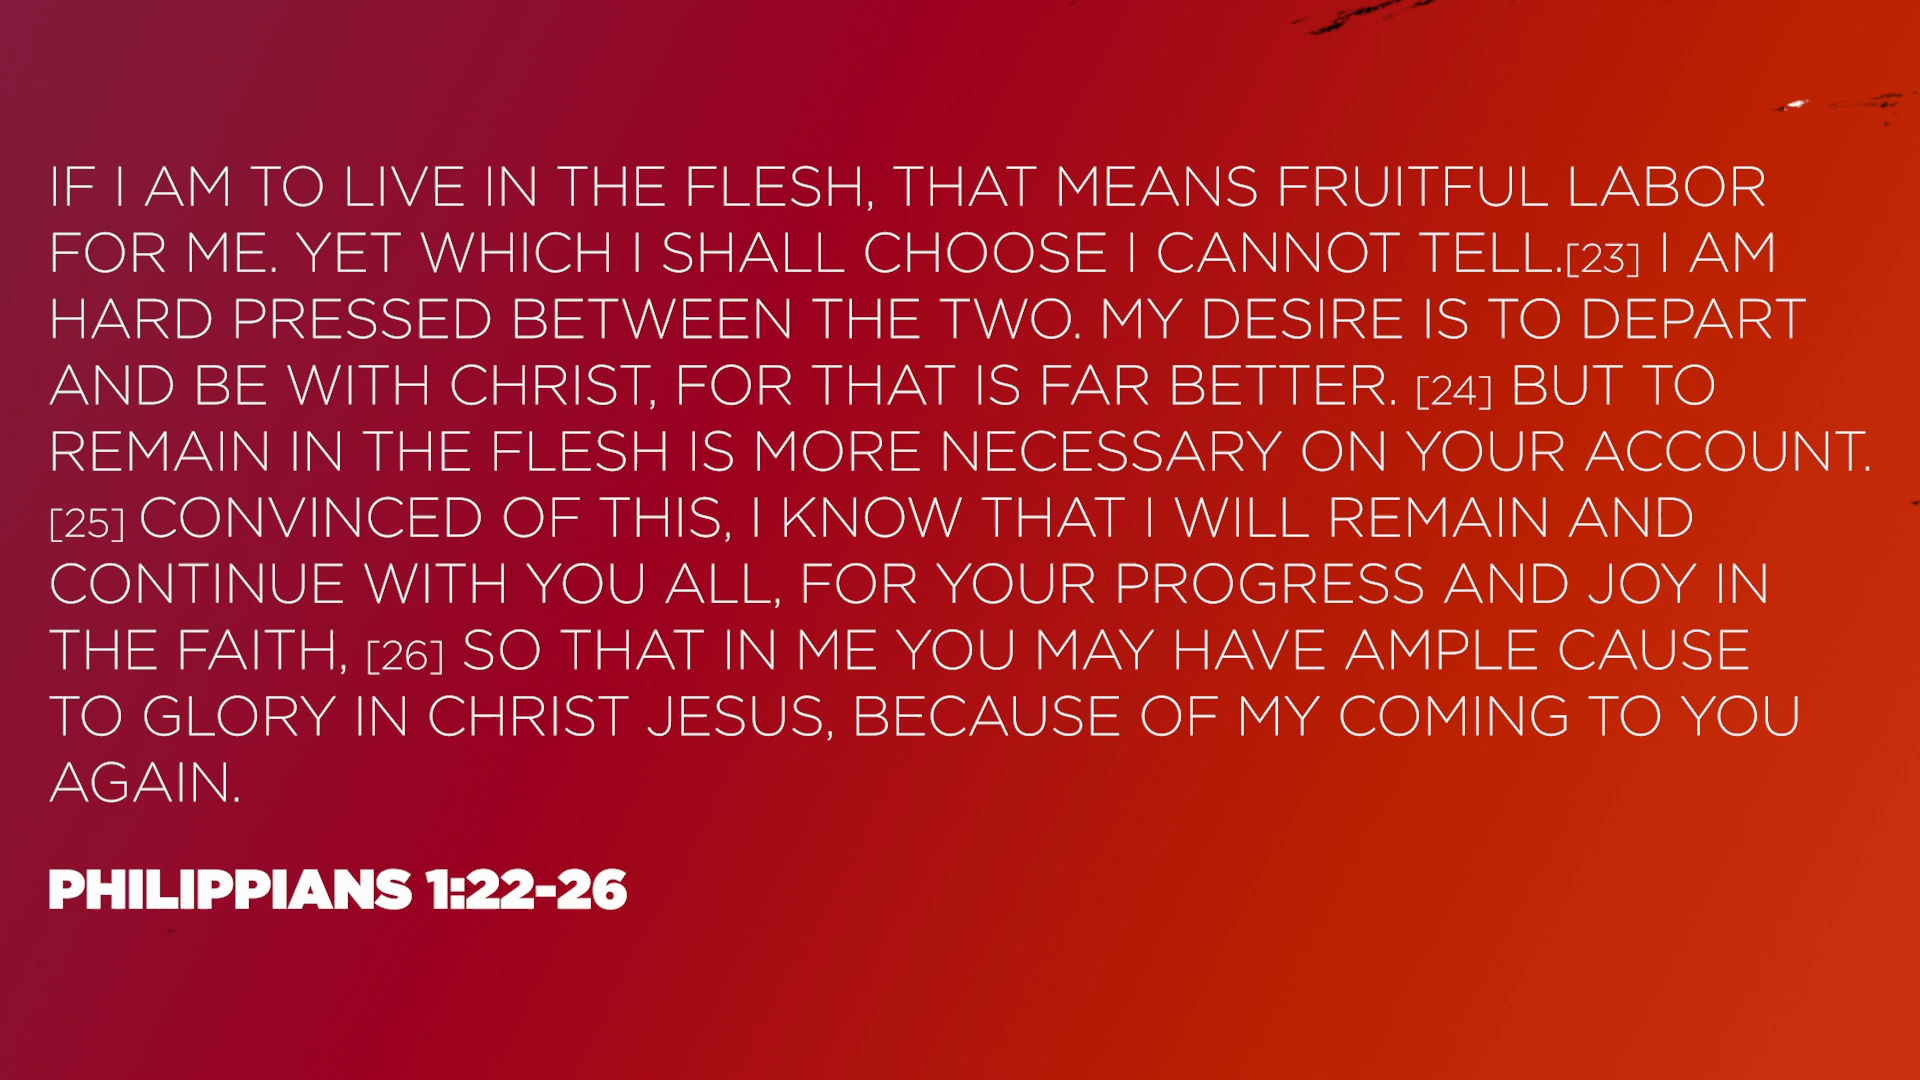 IF I AM TO LIVE IN THE FLESH, THAT MEANS FRUITFUL LABOR
FOR ME. YET WHICH I SHALL CHOOSE I CANNOT TELL.[23] I AM
HARD PRESSED BETWEEN THE TWO. MY DESIRE IS TO DEPART
AND BE WITH CHRIST, FOR THAT IS FAR BETTER. [24] BUT TO
REMAIN IN THE FLESH IS MORE NECESSARY ON YOUR ACCOUNT.
[25] CONVINCED OF THIS, I KNOW THAT I WILL REMAIN AND
CONTINUE WITH YOU ALL, FOR YOUR PROGRESS AND JOY IN
THE FAITH, [26] SO THAT IN ME YOU MAY HAVE AMPLE CAUSE
TO GLORY IN CHRIST JESUS, BECAUSE OF MY COMING TO YOU
AGAIN.
PHILIPPIANS 1:22-26